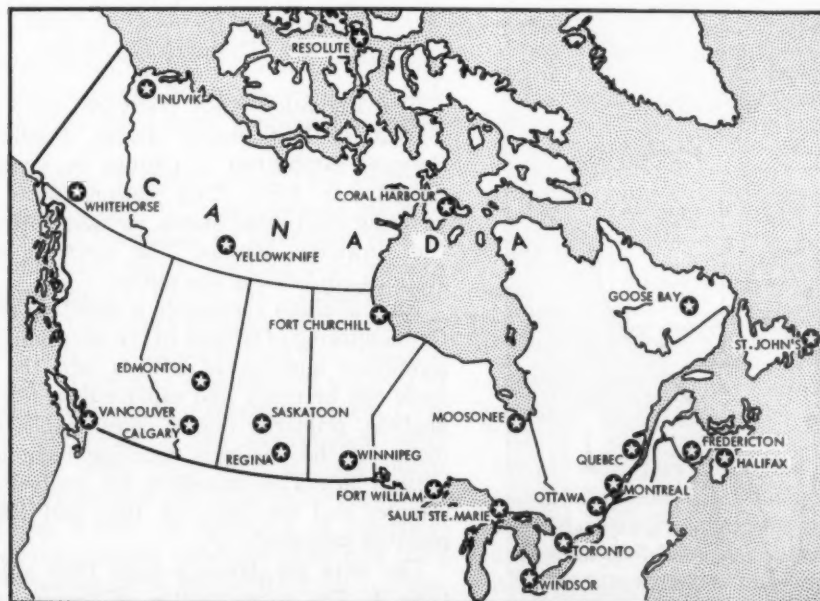 RESOLUTE
INUVIK
WHITEHORSE
CORAL HARBOUR
C A N A D A
YELLOWKNIFE
GOOSE BAY
FORT CHURCHILL
ST. JOHN'S
EDMONTON
VANCOUVER
CALGARY
SASKATOON
MOOSONEE
REGINA
WINNIPEG
QUEBEC
FREDERICTON
HALIFAX
FORT WILLIAM
OTTAWA
MONTREAL
SAULT STE. MARIE
TORONTO
WINDSOR